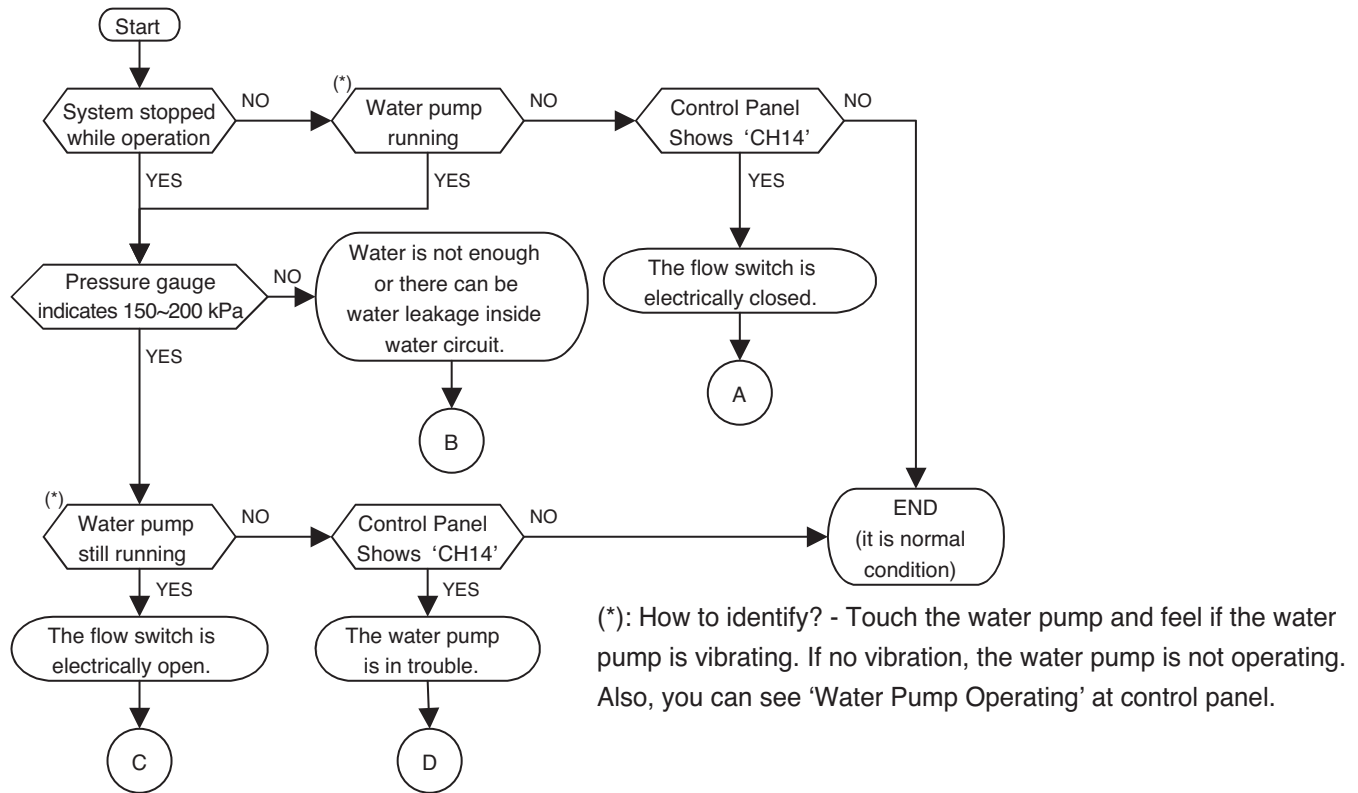 Start
System stopped
while operation
NO
YES
(*)
Water pump
running
NO
YES
Control Panel
Shows ‘CH14’
NO
YES
Pressure gauge
indicates 150~200 kPa
NO
YES
Water is not enough
or there can be
water leakage inside
water circuit.
B
The flow switch is
electrically closed.
A
(*)
Water pump
still running
NO
YES
Control Panel
Shows ‘CH14’
NO
YES
END
(it is normal
condition)
The flow switch is
electrically open.
C
The water pump
is in trouble.
D
(*): How to identify? - Touch the water pump and feel if the water
pump is vibrating. If no vibration, the water pump is not operating.
Also, you can see ‘Water Pump Operating’ at control panel.